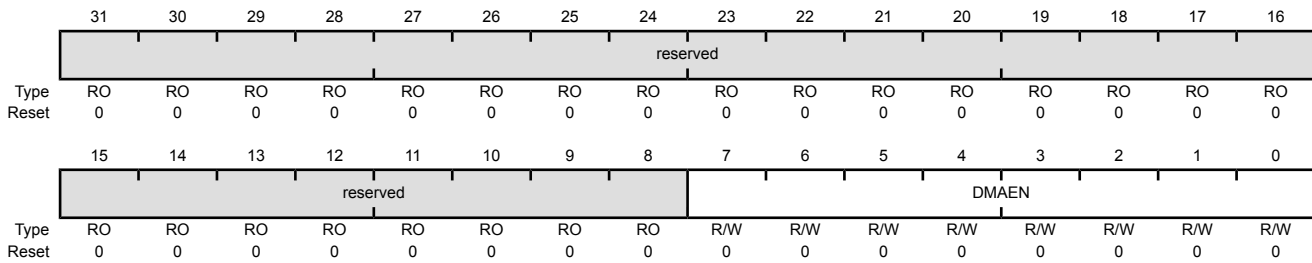 31 30 29 28 27 26 25 24 23 22 21 20 19 18 17 16
reserved
Type RO RO RO RO RO RO RO RO RO RO RO RO RO RO RO RO
Reset 0 0 0 0 0 0 0 0 0 0 0 0 0 0 0 0
15 14 13 12 11 10 9 8 7 6 5 4 3 2 1 0
reserved DMAEN
Type RO RO RO RO RO RO RO RO R/W R/W R/W R/W R/W R/W R/W R/W
Reset 0 0 0 0 0 0 0 0 0 0 0 0 0 0 0 0